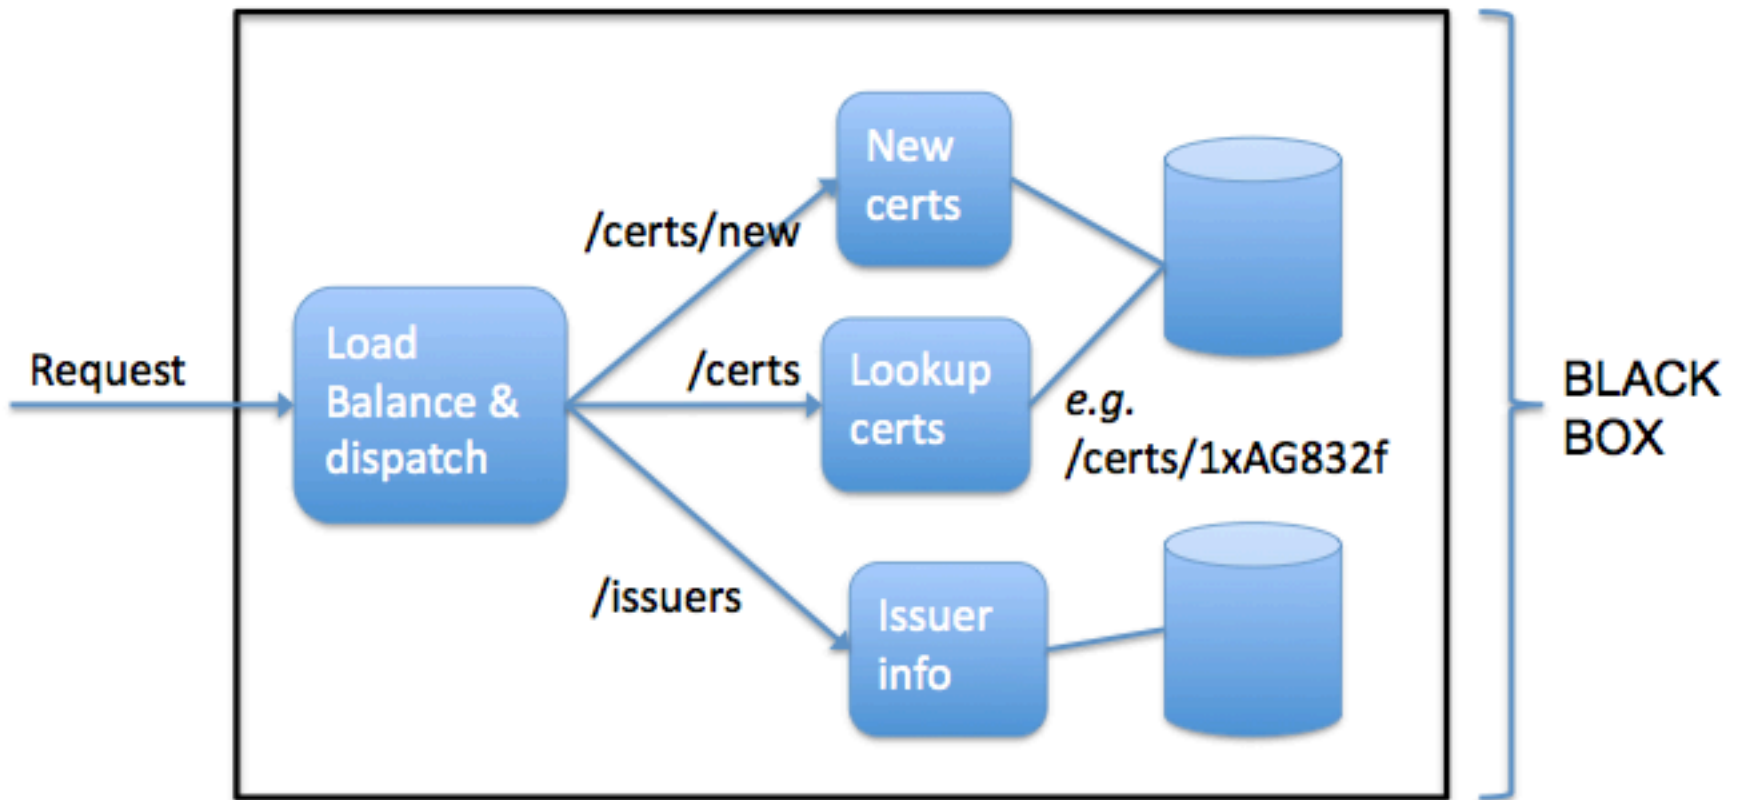 Request
Load
Balance &
dispatch
/certs/new
/certs
/issuers
New
certs
Lookup
certs
Issuer
info
e.g.
/certs/1xAG832f
BLACK
BOX